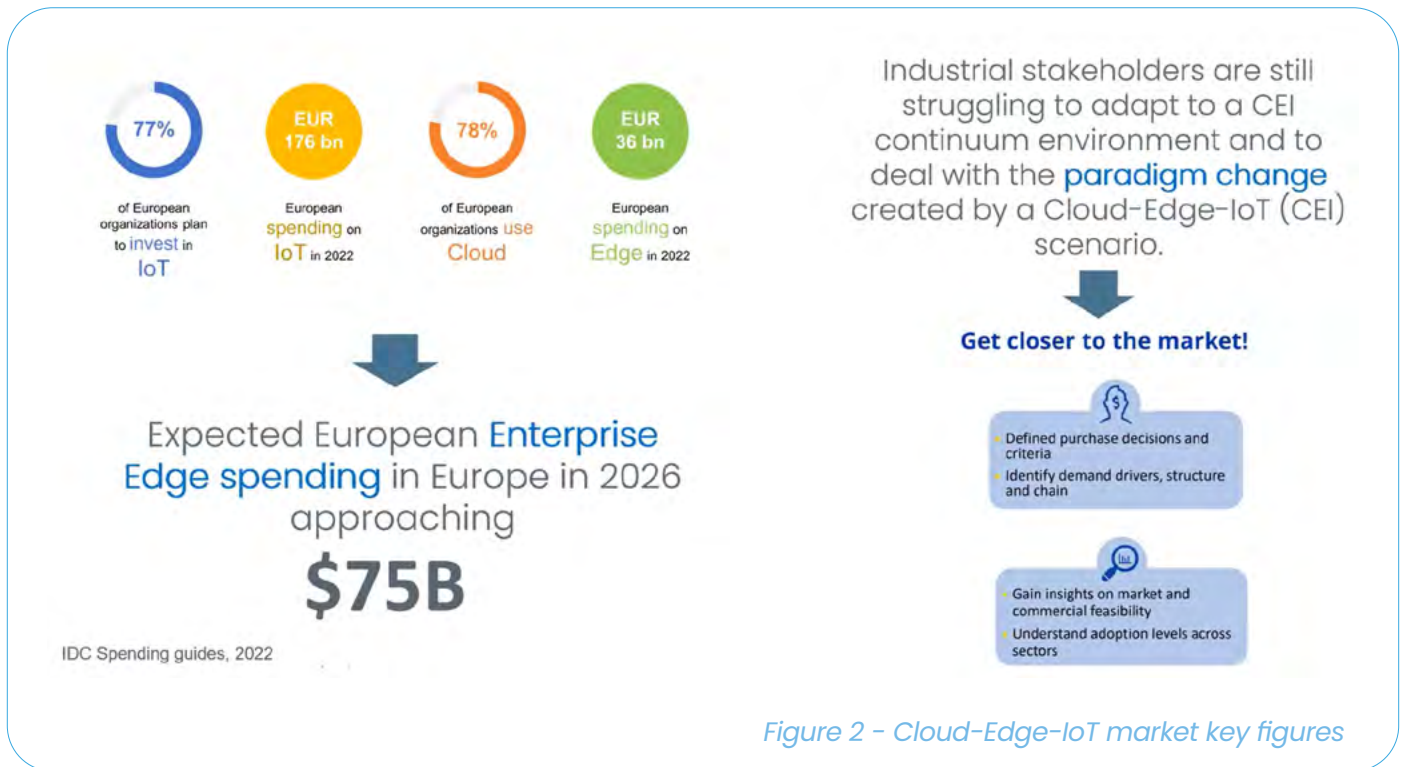 77%
of European
organizations plan
to invest in
IoT
EUR
176 bn
European
spending on
IoT in 2022
78%
of European
organizations use
Cloud
EUR
36 bn
European
spending on
Edge in 2022
Expected European Enterprise
Edge spending in Europe in 2026
approaching
$75B
IDC Spending guides, 2022
Industrial stakeholders are still
struggling to adapt to a CEI
continuum environment and to
deal with the paradigm change
created by a Cloud-Edge-IoT (CEI)
scenario.
Get closer to the market!
$
• Defined purchase decisions and
criteria
• Identify demand drivers, structure
and chain
• Gain insights on market and
commercial feasibility
• Understand adoption levels across
sectors
Figure 2 - Cloud-Edge-IoT market key figures